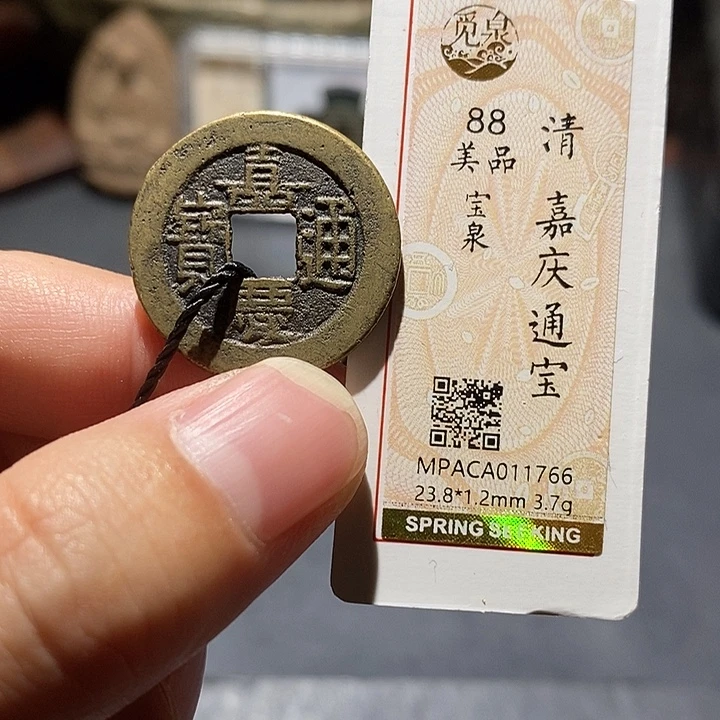 嘉慶通寶
觅泉
清 嘉庆通宝
88
美品
宝泉
MPACA011766
23.8*1.2mm 3.7g
SPRING SEEKING